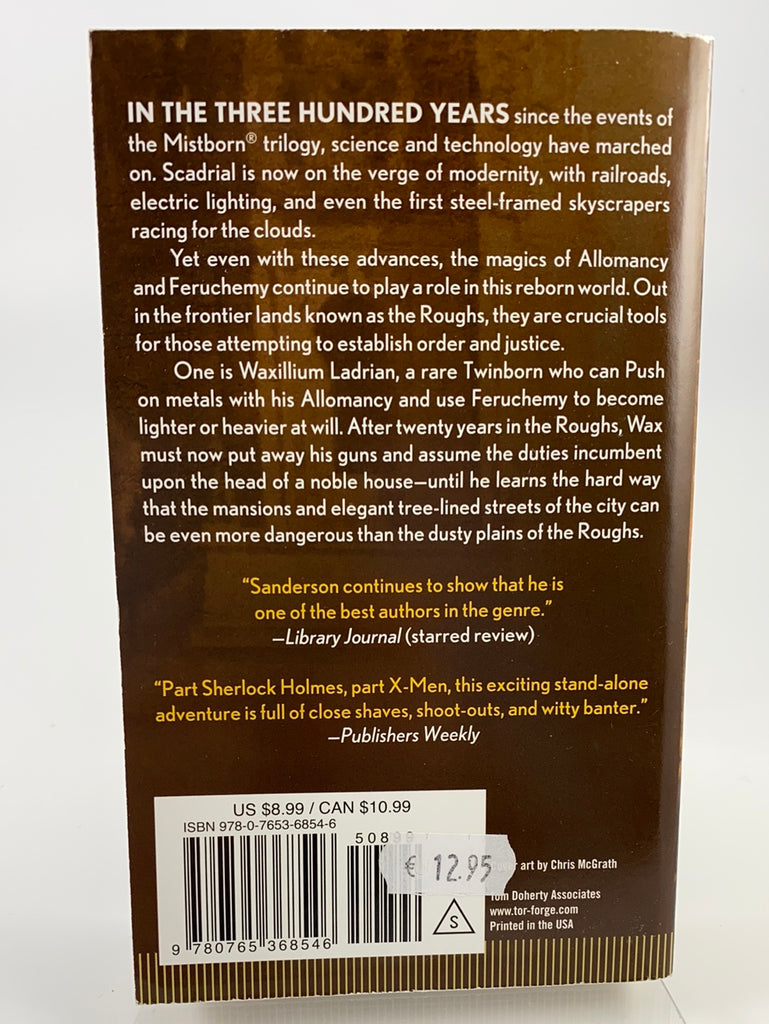 IN THE THREE HUNDRED YEARS since the events of
the Mistborn® trilogy, science and technology have marched
on. Scadrial is now on the verge of modernity, with railroads,
electric lighting, and even the first steel-framed skyscrapers
racing for the clouds.
Yet even with these advances, the magics of Allomancy
and Feruchemy continue to play a role in this reborn world. Out
in the frontier lands known as the Roughs, they are crucial tools
for those attempting to establish order and justice.
One is Waxillium Ladrian, a rare Twinborn who can Push
on metals with his Allomancy and use Feruchemy to become
lighter or heavier at will. After twenty years in the Roughs, Wax
must now put away his guns and assume the duties incumbent
upon the head of a noble house—until he learns the hard way
that the mansions and elegant tree-lined streets of the city can
be even more dangerous than the dusty plains of the Roughs.
“Sanderson continues to show that he is
one of the best authors in the genre.”
—Library Journal (starred review)
“Part Sherlock Holmes, part X-Men, this exciting stand-alone
adventure is full of close shaves, shoot-outs, and witty banter.”
—Publishers Weekly
US $8.99 / CAN $10.99
ISBN 978-0-7653-6854-6
50899
€ 12.95
art by Chris McGrath
Tom Doherty Associates
www.tor-forge.com
Printed in the USA
S
9 780765 368546